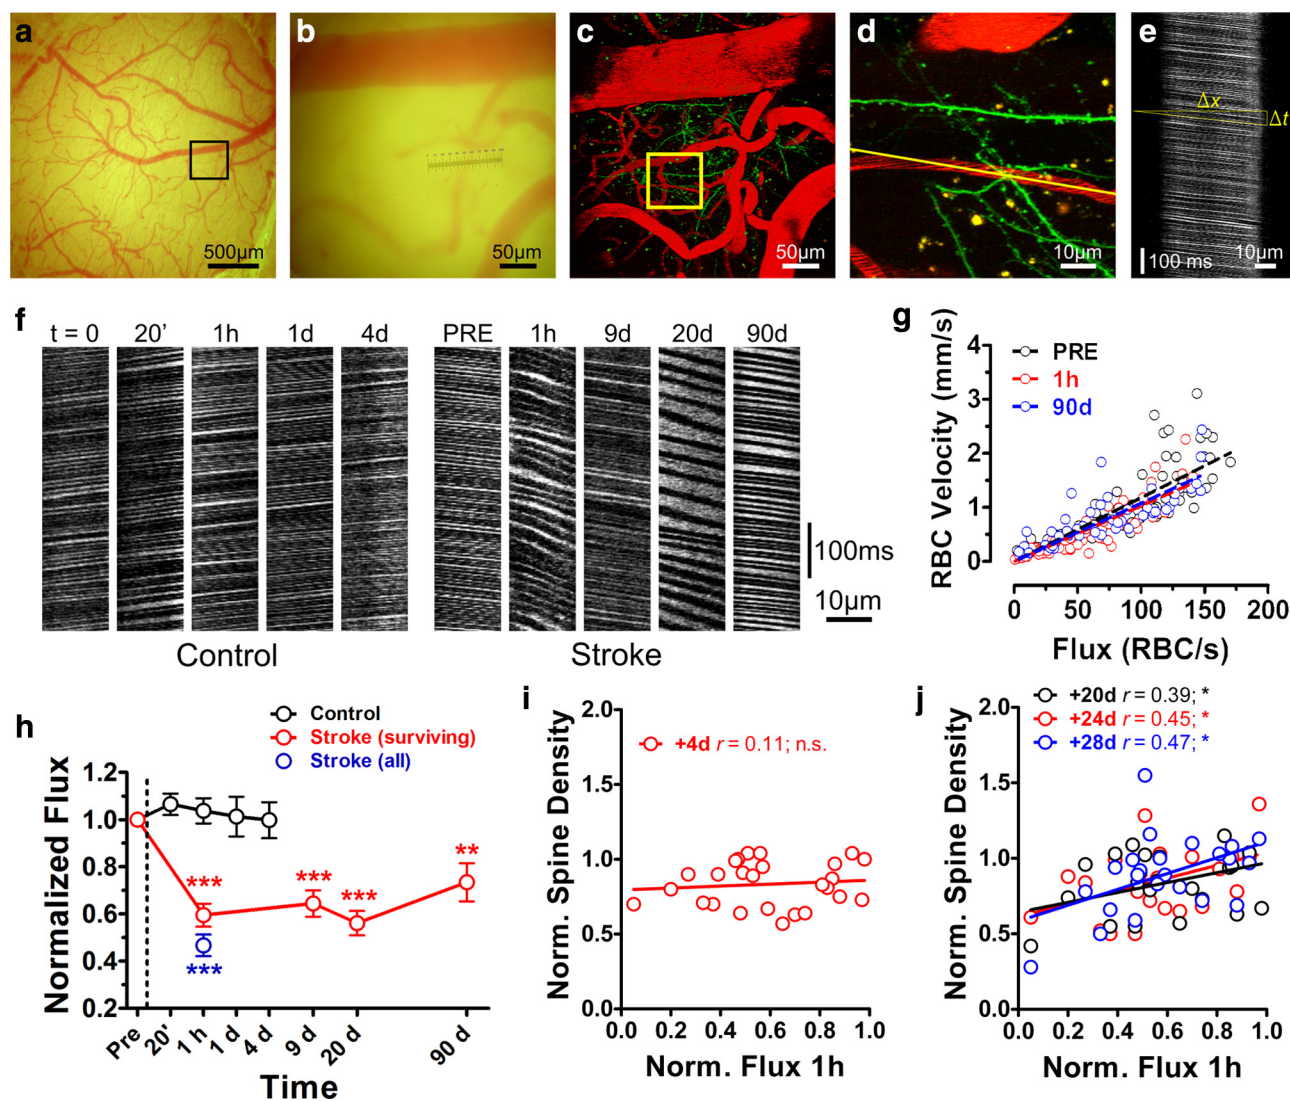 a
500µm
b
50µm
c
50µm
d
10µm
e
Δx
Δt
100 ms
10µm
f
t = 0 20' 1h 1d 4d PRE 1h 9d 20d 90d
100ms
10µm
Control Stroke
g
RBC Velocity (mm/s)
4
3
2
1
0
PRE
1h
90d
0 50 100 150 200
Flux (RBC/s)
h
Control
Stroke (surviving)
Stroke (all)
Normalized Flux
1.2
1.0
0.8
0.6
0.4
0.2
***
***
***
***
**
Pre 20' 1 h 1 d 4 d 9 d 20 d 90 d
Time
i
Norm. Spine Density
2.0
1.5
1.0
0.5
0.0
+4d r = 0.11; n.s.
0.0 0.2 0.4 0.6 0.8 1.0
Norm. Flux 1h
j
+20d r = 0.39; *
+24d r = 0.45; *
+28d r = 0.47; *
Norm. Spine Density
2.0
1.5
1.0
0.5
0.0
0.0 0.2 0.4 0.6 0.8 1.0
Norm. Flux 1h